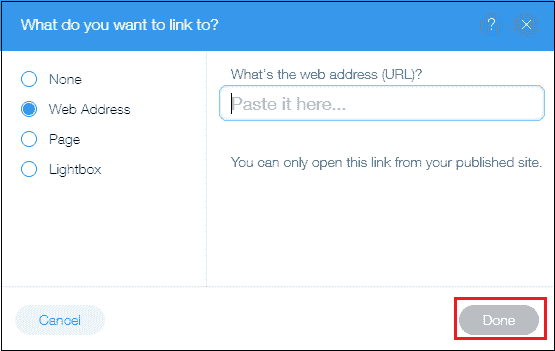 What do you want to link to?
?
None
Web Address
Page
Lightbox
What's the web address (URL)?
Paste it here...
You can only open this link from your published site.
Cancel
Done